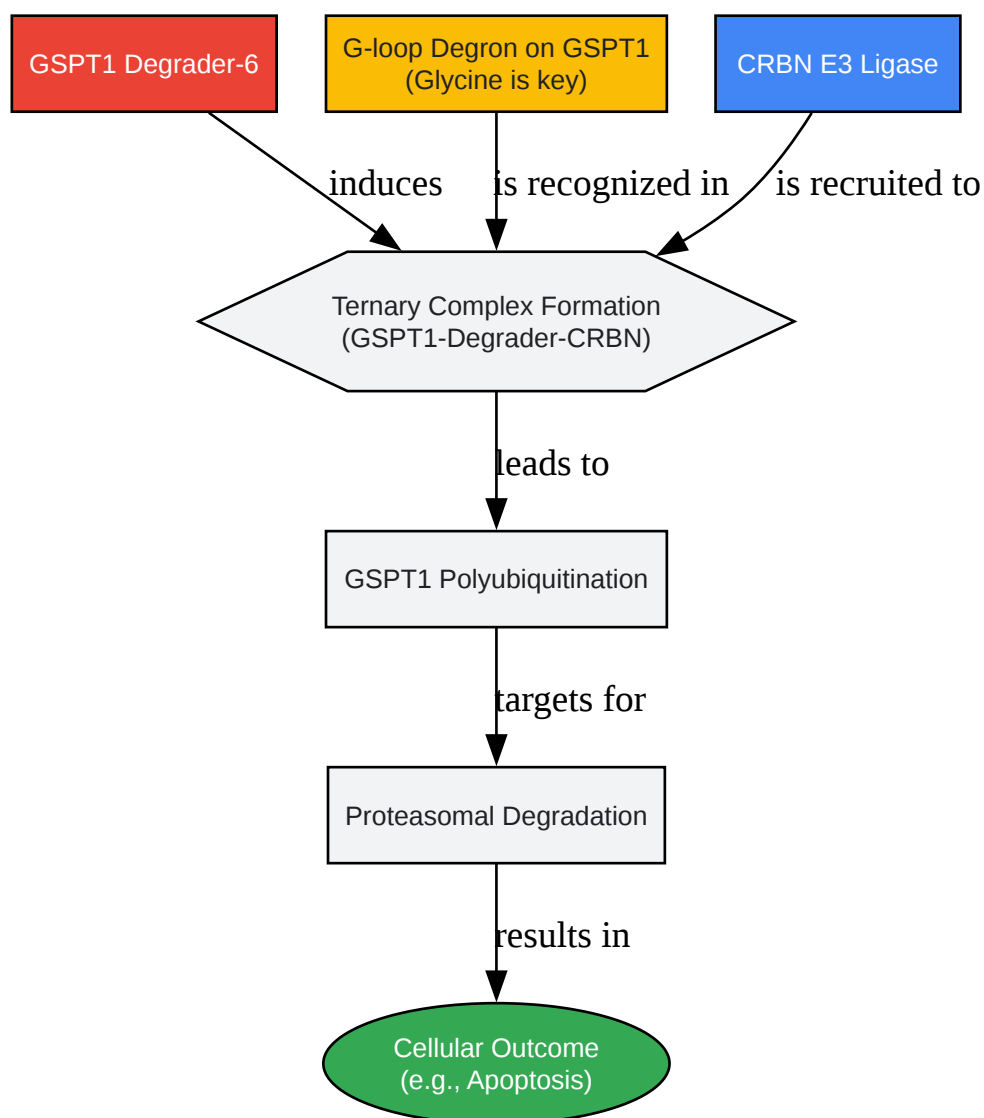 GSPT1 Degrader-6
G-loop Degron on GSPT1
(Glycine is key)
CRBN E3 Ligase
induces
is recognized in
is recruited to
Ternary Complex Formation
(GSPT1-Degrader-CRBN)
leads to
GSPT1 Polyubiquitination
targets for
Proteasomal Degradation
results in
Cellular Outcome
(e.g., Apoptosis)